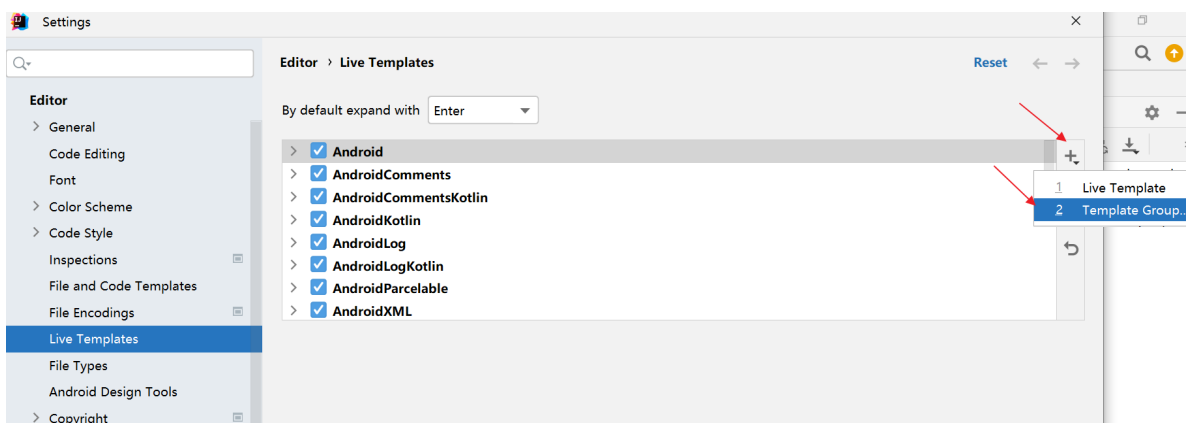 Settings
Editor › Live Templates
Reset
Editor
General
Code Editing
Font
Color Scheme
Code Style
Inspections
File and Code Templates
File Encodings
Live Templates
File Types
Android Design Tools
Copyright
By default expand with Enter
Android
AndroidComments
AndroidCommentsKotlin
AndroidKotlin
AndroidLog
AndroidLogKotlin
AndroidParcelable
AndroidXML
1 Live Template
2 Template Group..